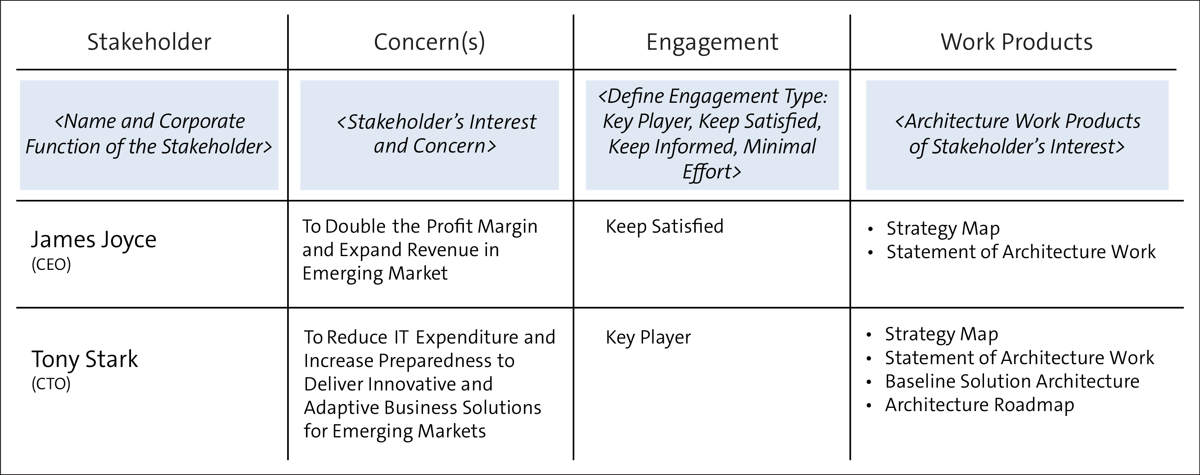 Stakeholder
Concern(s)
Engagement
Work Products
<Name and Corporate
Function of the Stakeholder>
<Stakeholder’s Interest
and Concern>
<Define Engagement Type:
Key Player, Keep Satisfied,
Keep Informed, Minimal
Effort>
<Architecture Work Products
of Stakeholder’s Interest>
James Joyce
(CEO)
To Double the Profit Margin
and Expand Revenue in
Emerging Market
Keep Satisfied
• Strategy Map
• Statement of Architecture Work
Tony Stark
(CTO)
To Reduce IT Expenditure and
Increase Preparedness to
Deliver Innovative and
Adaptive Business Solutions
for Emerging Markets
Key Player
• Strategy Map
• Statement of Architecture Work
• Baseline Solution Architecture
• Architecture Roadmap